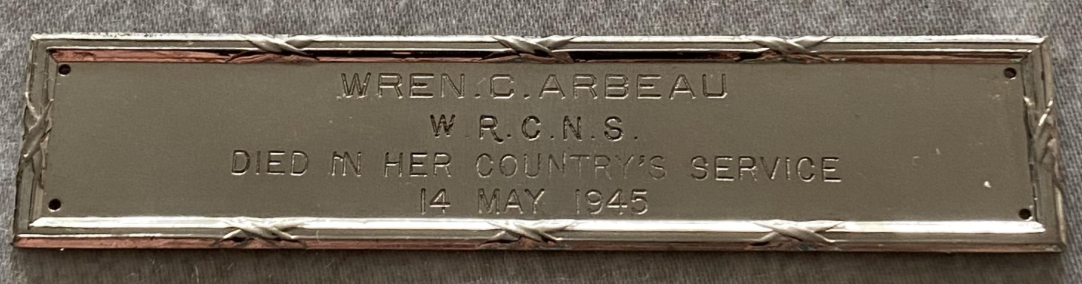 WREN.C.ARBEAU
W.R.C.N.S.
DIED IN HER COUNTRY'S SERVICE
14 MAY 1945